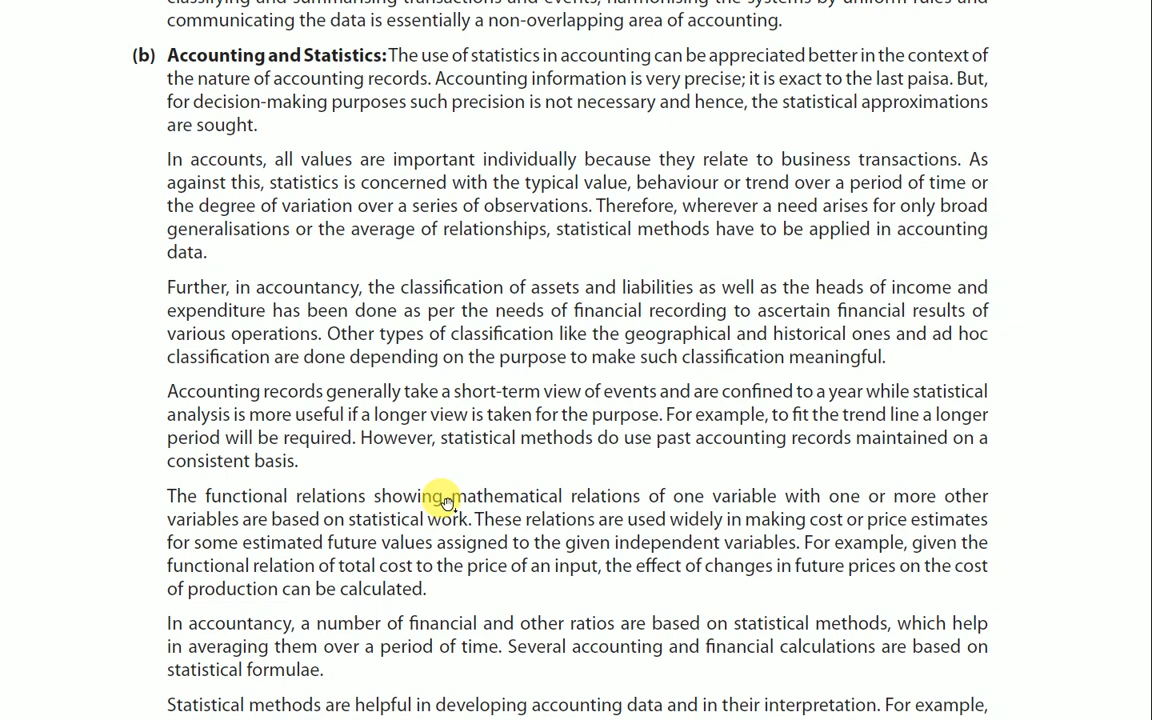 communicating the data is essentially a non-overlapping area of accounting.
(b) Accounting and Statistics: The use of statistics in accounting can be appreciated better in the context of
the nature of accounting records. Accounting information is very precise; it is exact to the last paisa. But,
for decision-making purposes such precision is not necessary and hence, the statistical approximations
are sought.
In accounts, all values are important individually because they relate to business transactions. As
against this, statistics is concerned with the typical value, behaviour or trend over a period of time or
the degree of variation over a series of observations. Therefore, wherever a need arises for only broad
generalisations or the average of relationships, statistical methods have to be applied in accounting
data.
Further, in accountancy, the classification of assets and liabilities as well as the heads of income and
expenditure has been done as per the needs of financial recording to ascertain financial results of
various operations. Other types of classification like the geographical and historical ones and ad hoc
classification are done depending on the purpose to make such classification meaningful.
Accounting records generally take a short-term view of events and are confined to a year while statistical
analysis is more useful if a longer view is taken for the purpose. For example, to fit the trend line a longer
period will be required. However, statistical methods do use past accounting records maintained on a
consistent basis.
The functional relations showing mathematical relations of one variable with one or more other
variables are based on statistical work. These relations are used widely in making cost or price estimates
for some estimated future values assigned to the given independent variables. For example, given the
functional relation of total cost to the price of an input, the effect of changes in future prices on the cost
of production can be calculated.
In accountancy, a number of financial and other ratios are based on statistical methods, which help
in averaging them over a period of time. Several accounting and financial calculations are based on
statistical formulae.
Statistical methods are helpful in developing accounting data and in their interpretation. For example,